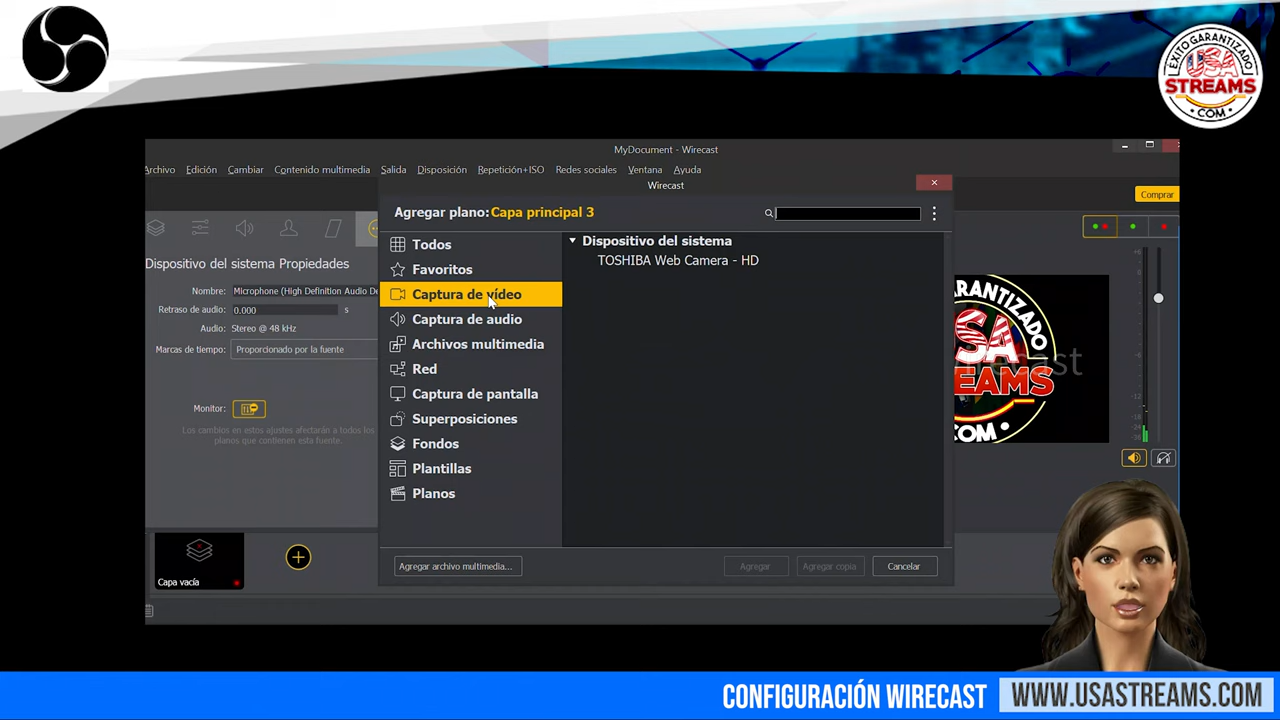 ÉXITO GARANTIZADO
USA
STREAMS
.COM
MyDocument - Wirecast
Archivo Edición Cambiar Contenido multimedia Salida Disposición Repetición+ISO Redes sociales Ventana Ayuda
Wirecast
Comprar
Agregar plano: Capa principal 3
Dispositivo del sistema Propiedades
Nombre: Microphone (High Definition Audio De
Retraso de audio: 0.000 s
Audio: Stereo @ 48 kHz
Marcas de tiempo: Proporcionado por la fuente
Monitor:
Los cambios en estos ajustes afectarán a todos los
planos que contienen esta fuente.
Todos
Favoritos
Captura de vídeo
Captura de audio
Archivos multimedia
Red
Captura de pantalla
Superposiciones
Fondos
Plantillas
Planos
Dispositivo del sistema
TOSHIBA Web Camera - HD
Agregar archivo multimedia...
Agregar
Agregar copia
Cancelar
Capa vacía
CONFIGURACIÓN WIRECAST
WWW.USASTREAMS.COM